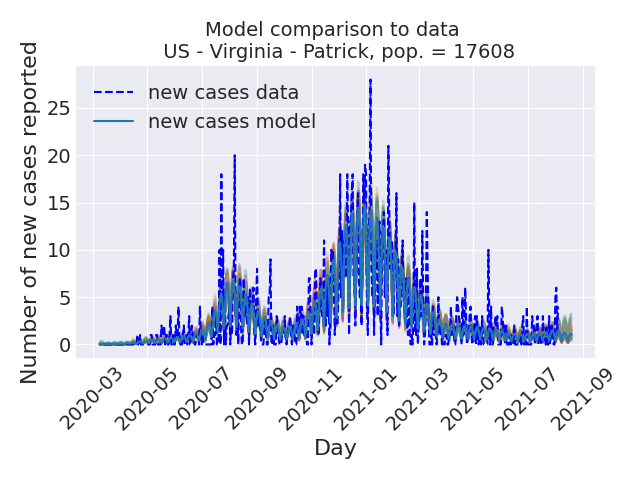 Model comparison to data
US - Virginia - Patrick, pop. = 17608
new cases data
new cases model
Number of new cases reported
25
20
15
10
5
0
2020-03
2020-05
2020-07
2020-09
2020-11
2021-01
2021-03
2021-05
2021-07
2021-09
Day